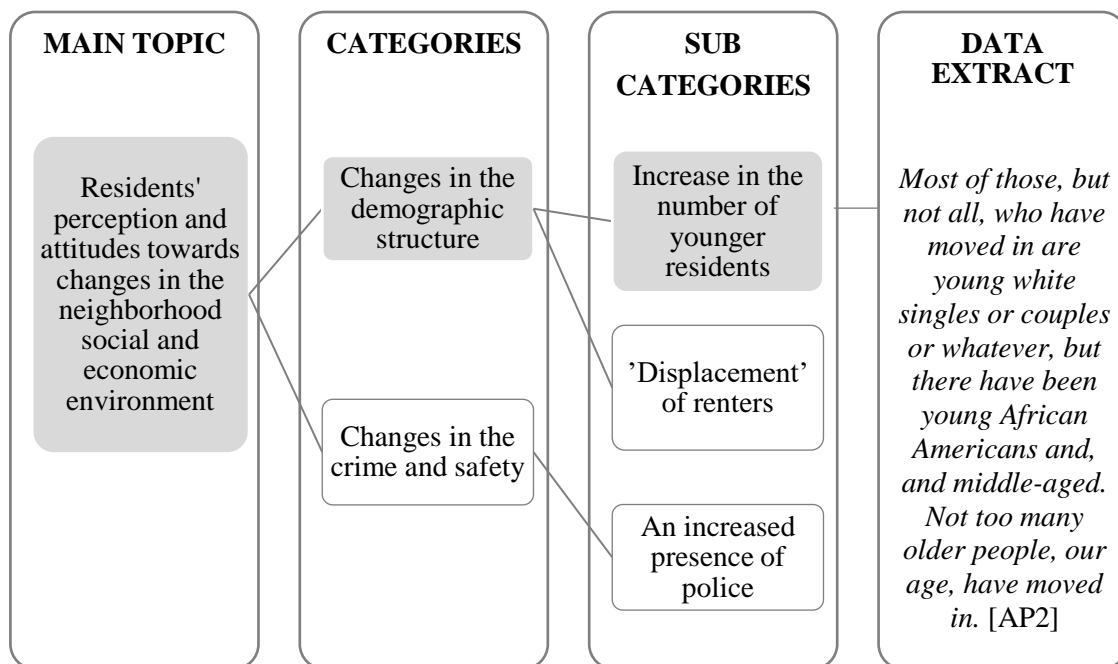 MAIN TOPIC
Residents'
perception and
attitudes towards
changes in the
neighborhood
social and
economic
environment
CATEGORIES
Changes in the
demographic
structure
Changes in the
crime and safety
SUB
CATEGORIES
Increase in the
number of
younger
residents
’Displacement’
of renters
An increased
presence of
police
DATA
EXTRACT
Most of those, but
not all, who have
moved in are
young white
singles or couples
or whatever, but
there have been
young African
Americans and,
and middle-aged.
Not too many
older people, our
age, have moved
in. [AP2]